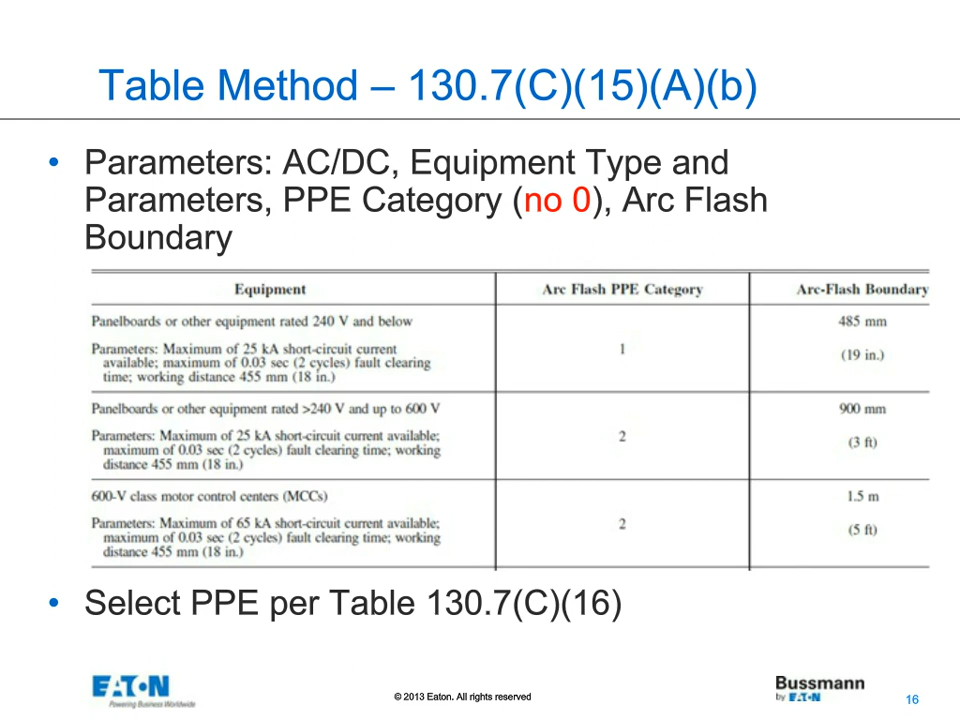 Table Method – 130.7(C)(15)(A)(b)
• Parameters: AC/DC, Equipment Type and
Parameters, PPE Category (no 0), Arc Flash
Boundary
Equipment Arc Flash PPE Category Arc-Flash Boundary
Panelboards or other equipment rated 240 V and below
Parameters: Maximum of 25 kA short-circuit current
available; maximum of 0.03 sec (2 cycles) fault clearing
time; working distance 455 mm (18 in.)
1
485 mm
(19 in.)
Panelboards or other equipment rated >240 V and up to 600 V
Parameters: Maximum of 25 kA short-circuit current available;
maximum of 0.03 sec (2 cycles) fault clearing time; working
distance 455 mm (18 in.)
2
900 mm
(3 ft)
600-V class motor control centers (MCCs)
Parameters: Maximum of 65 kA short-circuit current available;
maximum of 0.03 sec (2 cycles) fault clearing time; working
distance 455 mm (18 in.)
2
1.5 m
(5 ft)
• Select PPE per Table 130.7(C)(16)
EATON
Powering Business Worldwide
© 2013 Eaton. All rights reserved
Bussmann
by EATON
16